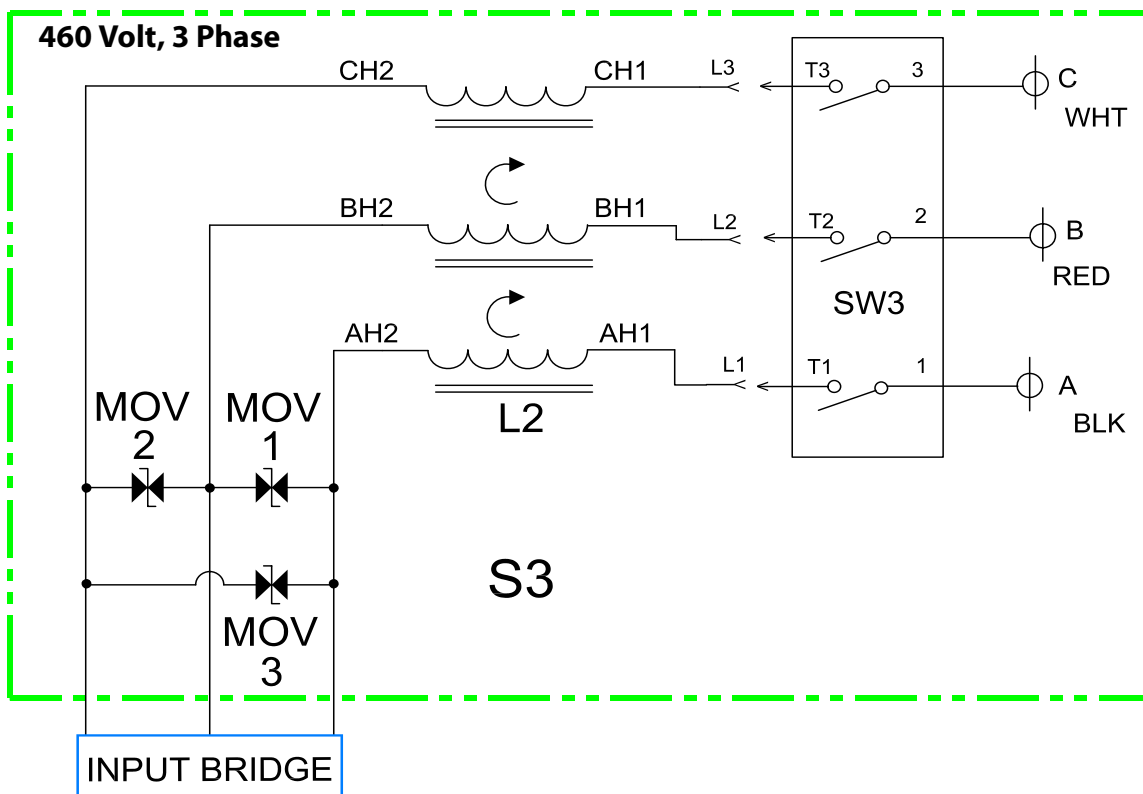 460 Volt, 3 Phase
CH2 CH1 L3 T3 3 C
WHT
BH2 BH1 L2 T2 2 B
RED
SW3
AH2 AH1 L1 T1 1 A
BLK
L2
MOV MOV
2 1
S3
MOV
3
INPUT BRIDGE